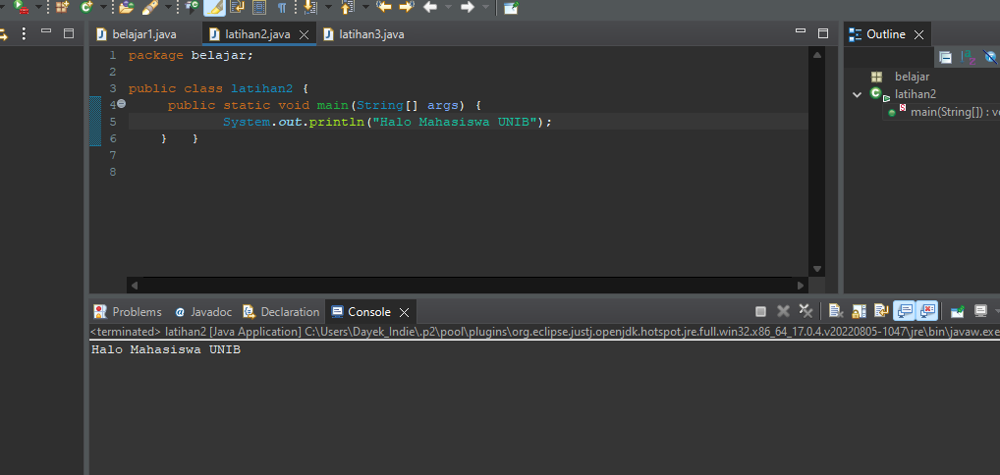 belajar1.java latihan2.java latihan3.java
1 package belajar;
2
3 public class latihan2 {
4 public static void main(String[] args) {
5 System.out.println("Halo Mahasiswa UNIB");
6 } }
7
8
Outline
belajar
latihan2
main(String[]) :
Problems Javadoc Declaration Console
<terminated> latihan2 [Java Application] C:\Users\Dayek_Indie\.p2\pool\plugins\org.eclipse.justj.openjdk.hotspot.jre.full.win32.x86_64_17.0.4.v20220805-1047\jre\bin\javaw.exe
Halo Mahasiswa UNIB